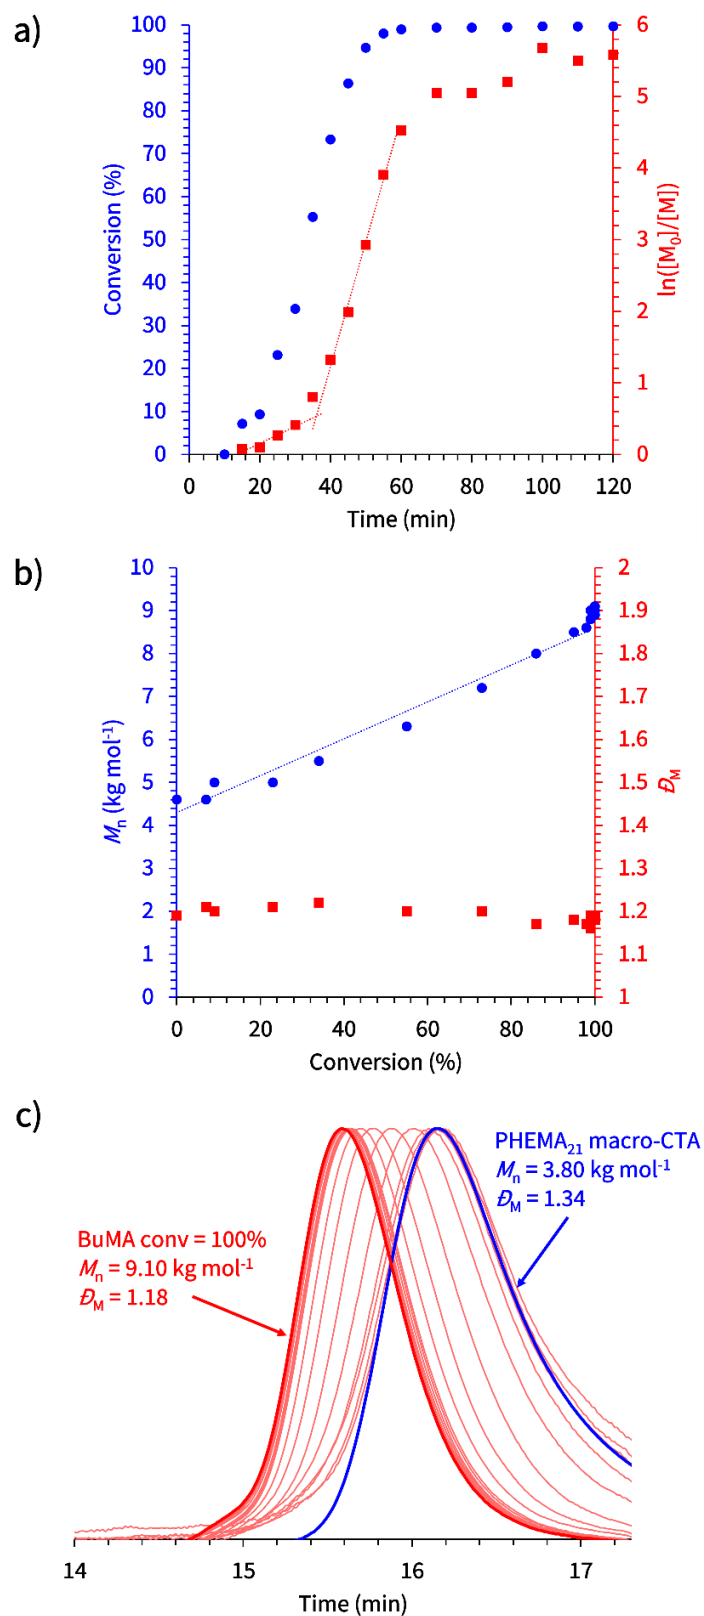 a)
100
90
80
70
60
50
40
30
20
10
0
Conversion (%)
6
5
4
3
2
1
0
ln([M₀]/[M])
0 20 40 60 80 100 120
Time (min)
b)
10
9
8
7
6
5
4
3
2
1
0
Mₙ (kg mol⁻¹)
2
1.9
1.8
1.7
1.6
1.5
1.4
1.3
1.2
1.1
1
Đ_M
0 20 40 60 80 100
Conversion (%)
c)
PHEMA₂₁ macro-CTA
Mₙ = 3.80 kg mol⁻¹
Đ_M = 1.34
BuMA conv = 100%
Mₙ = 9.10 kg mol⁻¹
Đ_M = 1.18
14 15 16 17
Time (min)